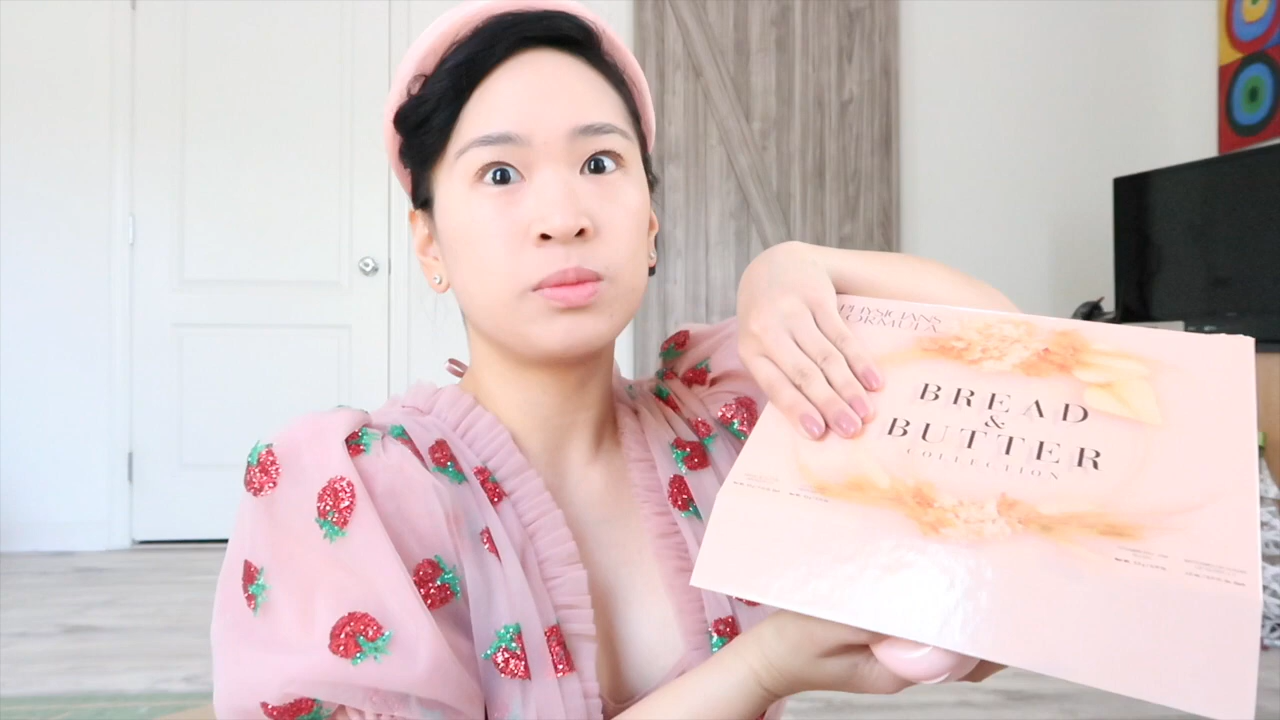 PHYSICIANS
FORMULA
BREAD
&
BUTTER
COLLECTION